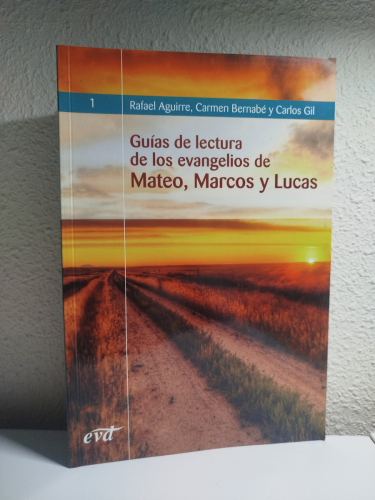 1
Rafael Aguirre, Carmen Bernabé y Carlos Gil
Guías de lectura
de los evangelios de
Mateo, Marcos y Lucas
evd